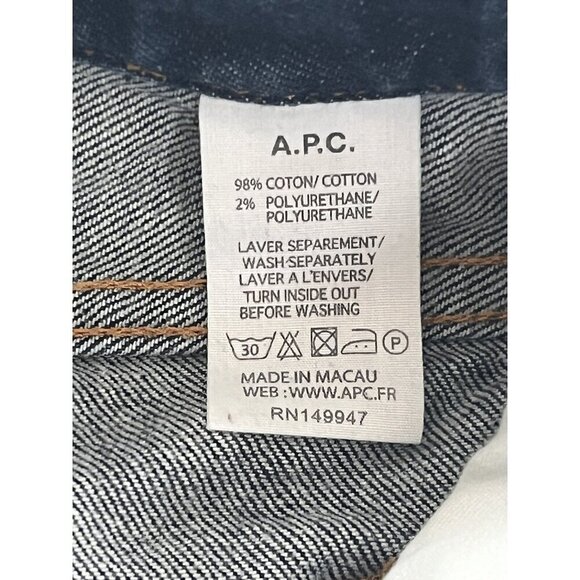 A.P.C.
98% COTON/ COTTON
2% POLYURETHANE/
POLYURETHANE
LAVER SEPAREMENT/
WASH SEPARATELY
LAVER A L'ENVERS/
TURN INSIDE OUT
BEFORE WASHING
30 P
MADE IN MACAU
WEB : WWW.APC.FR
RN149947